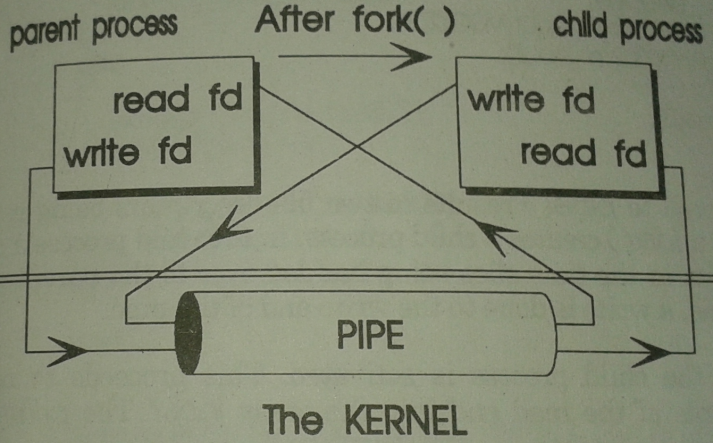 parent process After fork( ) child process
read fd write fd
write fd read fd
PIPE
The KERNEL